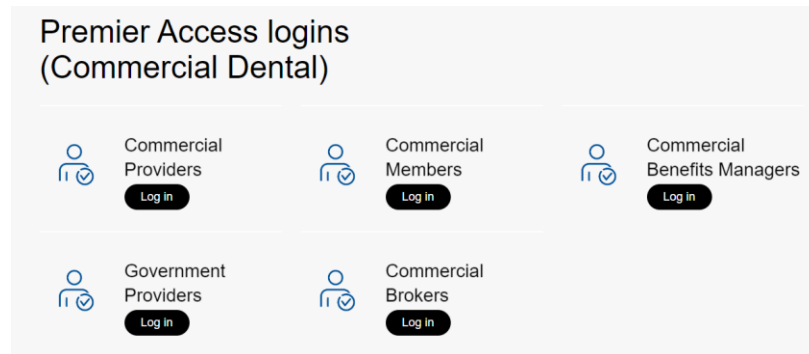 Premier Access logins
(Commercial Dental)
Commercial
Providers
Log in
Commercial
Members
Log in
Commercial
Benefits Managers
Log in
Government
Providers
Log in
Commercial
Brokers
Log in